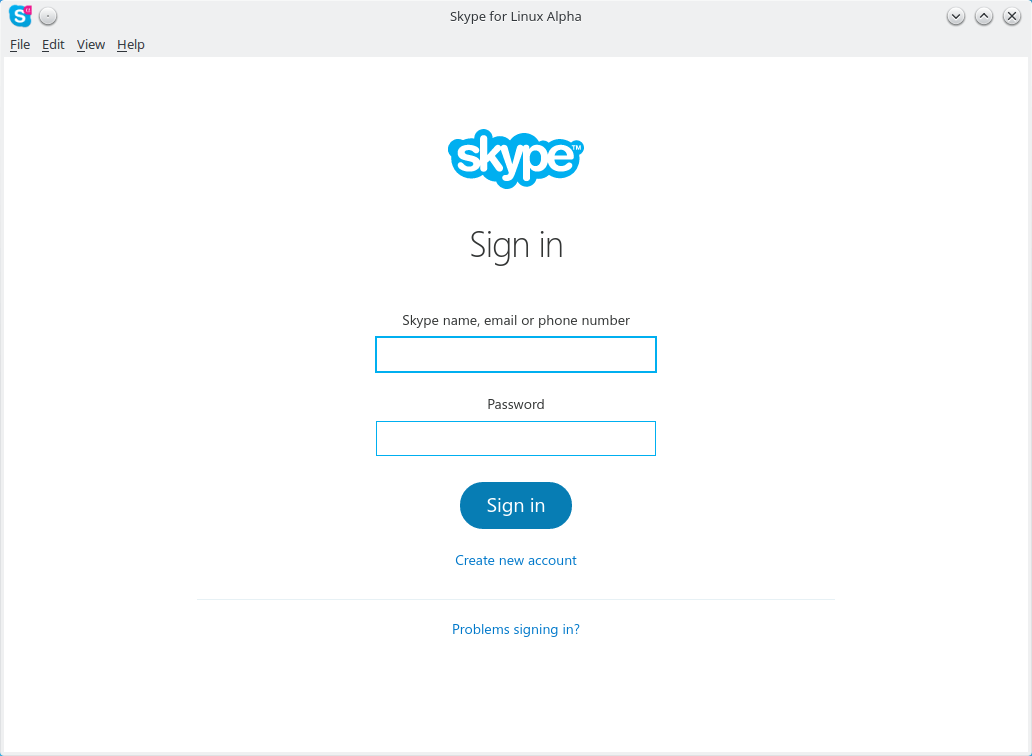 Skype for Linux Alpha
File Edit View Help
skype™
Sign in
Skype name, email or phone number
Password
Sign in
Create new account
Problems signing in?